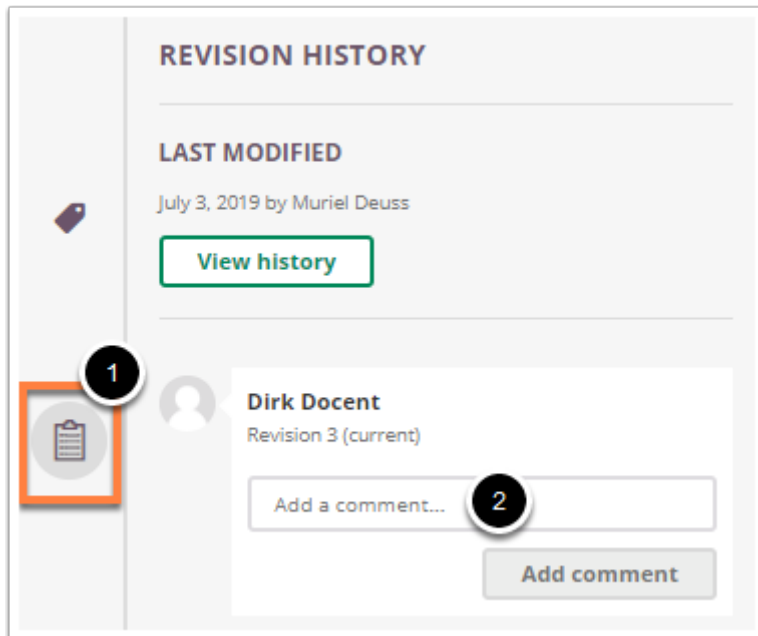 REVISION HISTORY
LAST MODIFIED
July 3, 2019 by Muriel Deuss
View history
1
Dirk Docent
Revision 3 (current)
Add a comment...
2
Add comment